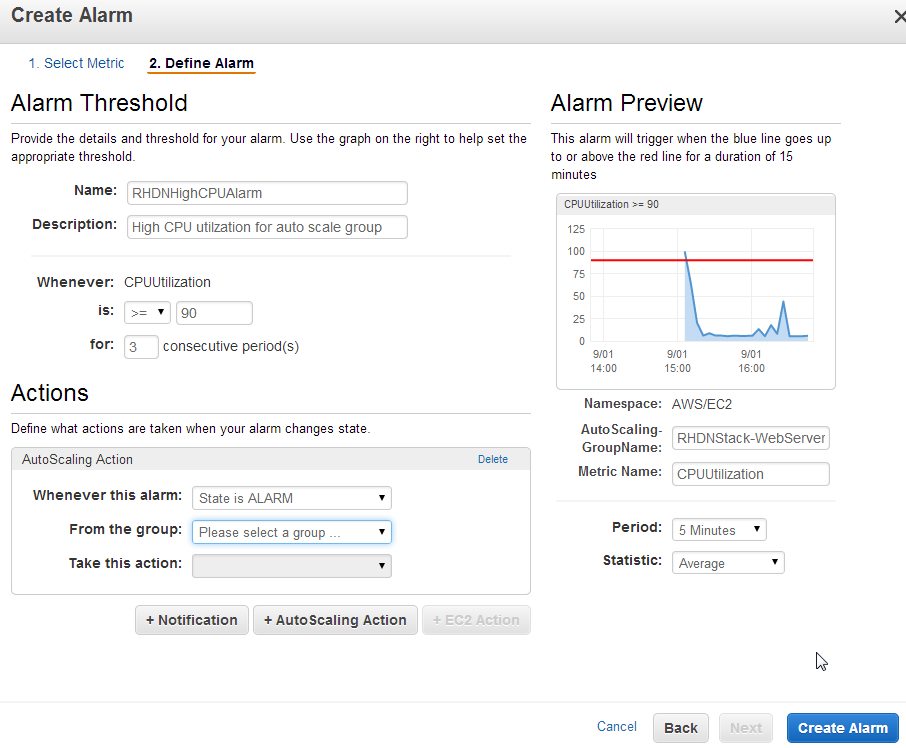 Create Alarm
1. Select Metric
2. Define Alarm
Alarm Threshold
Provide the details and threshold for your alarm. Use the graph on the right to help set the
appropriate threshold.
Name: RHDNHighCPUAlarm
Description: High CPU utilzation for auto scale group
Whenever: CPUUtilization
is: >= 90
for: 3 consecutive period(s)
Actions
Define what actions are taken when your alarm changes state.
AutoScaling Action Delete
Whenever this alarm: State is ALARM
From the group: Please select a group ...
Take this action:
+ Notification + AutoScaling Action + EC2 Action
Alarm Preview
This alarm will trigger when the blue line goes up
to or above the red line for a duration of 15
minutes
CPUUtilization >= 90
125
100
75
50
25
0
9/01 9/01 9/01
14:00 15:00 16:00
Namespace: AWS/EC2
AutoScaling-
GroupName: RHDNStack-WebServer
Metric Name: CPUUtilization
Period: 5 Minutes
Statistic: Average
Cancel Back Next Create Alarm